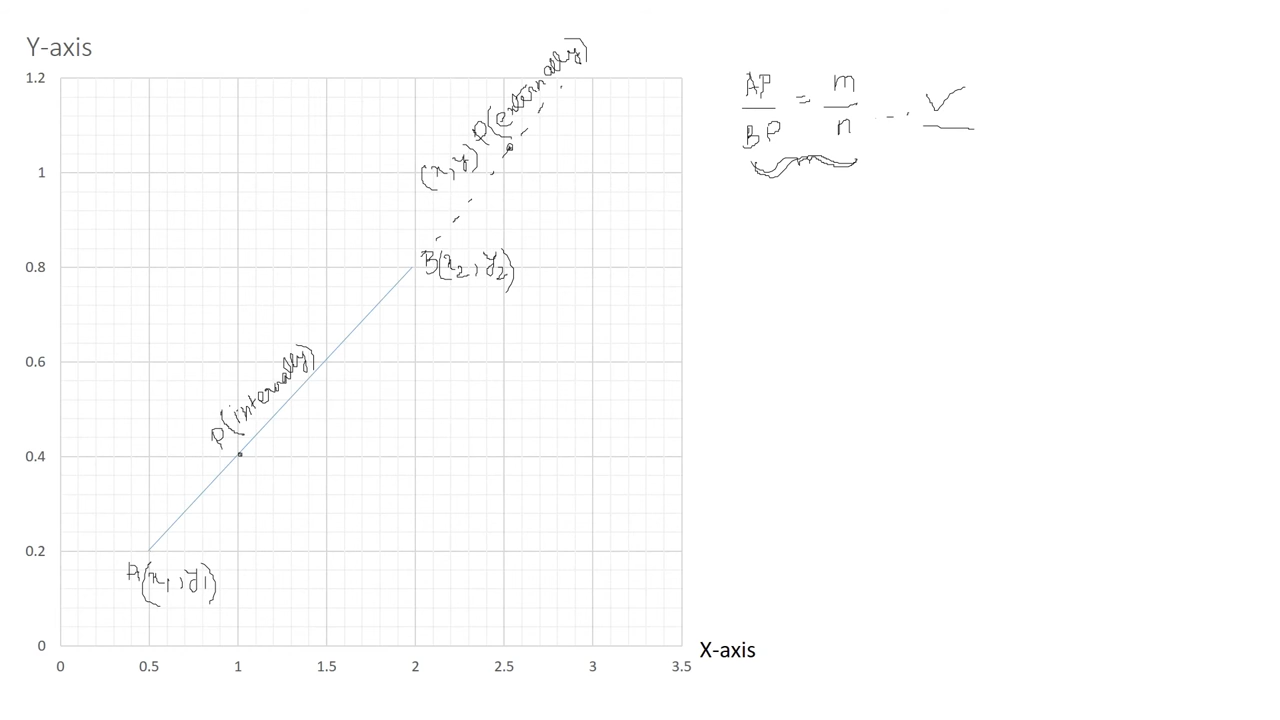 Y-axis
1.2
1
0.8
0.6
0.4
0.2
0
0 0.5 1 1.5 2 2.5 3 3.5
X-axis
(x,y) P(externally)
B(x2, y2)
P(internally)
A(x1, y1)
AP/BP = m/n ...